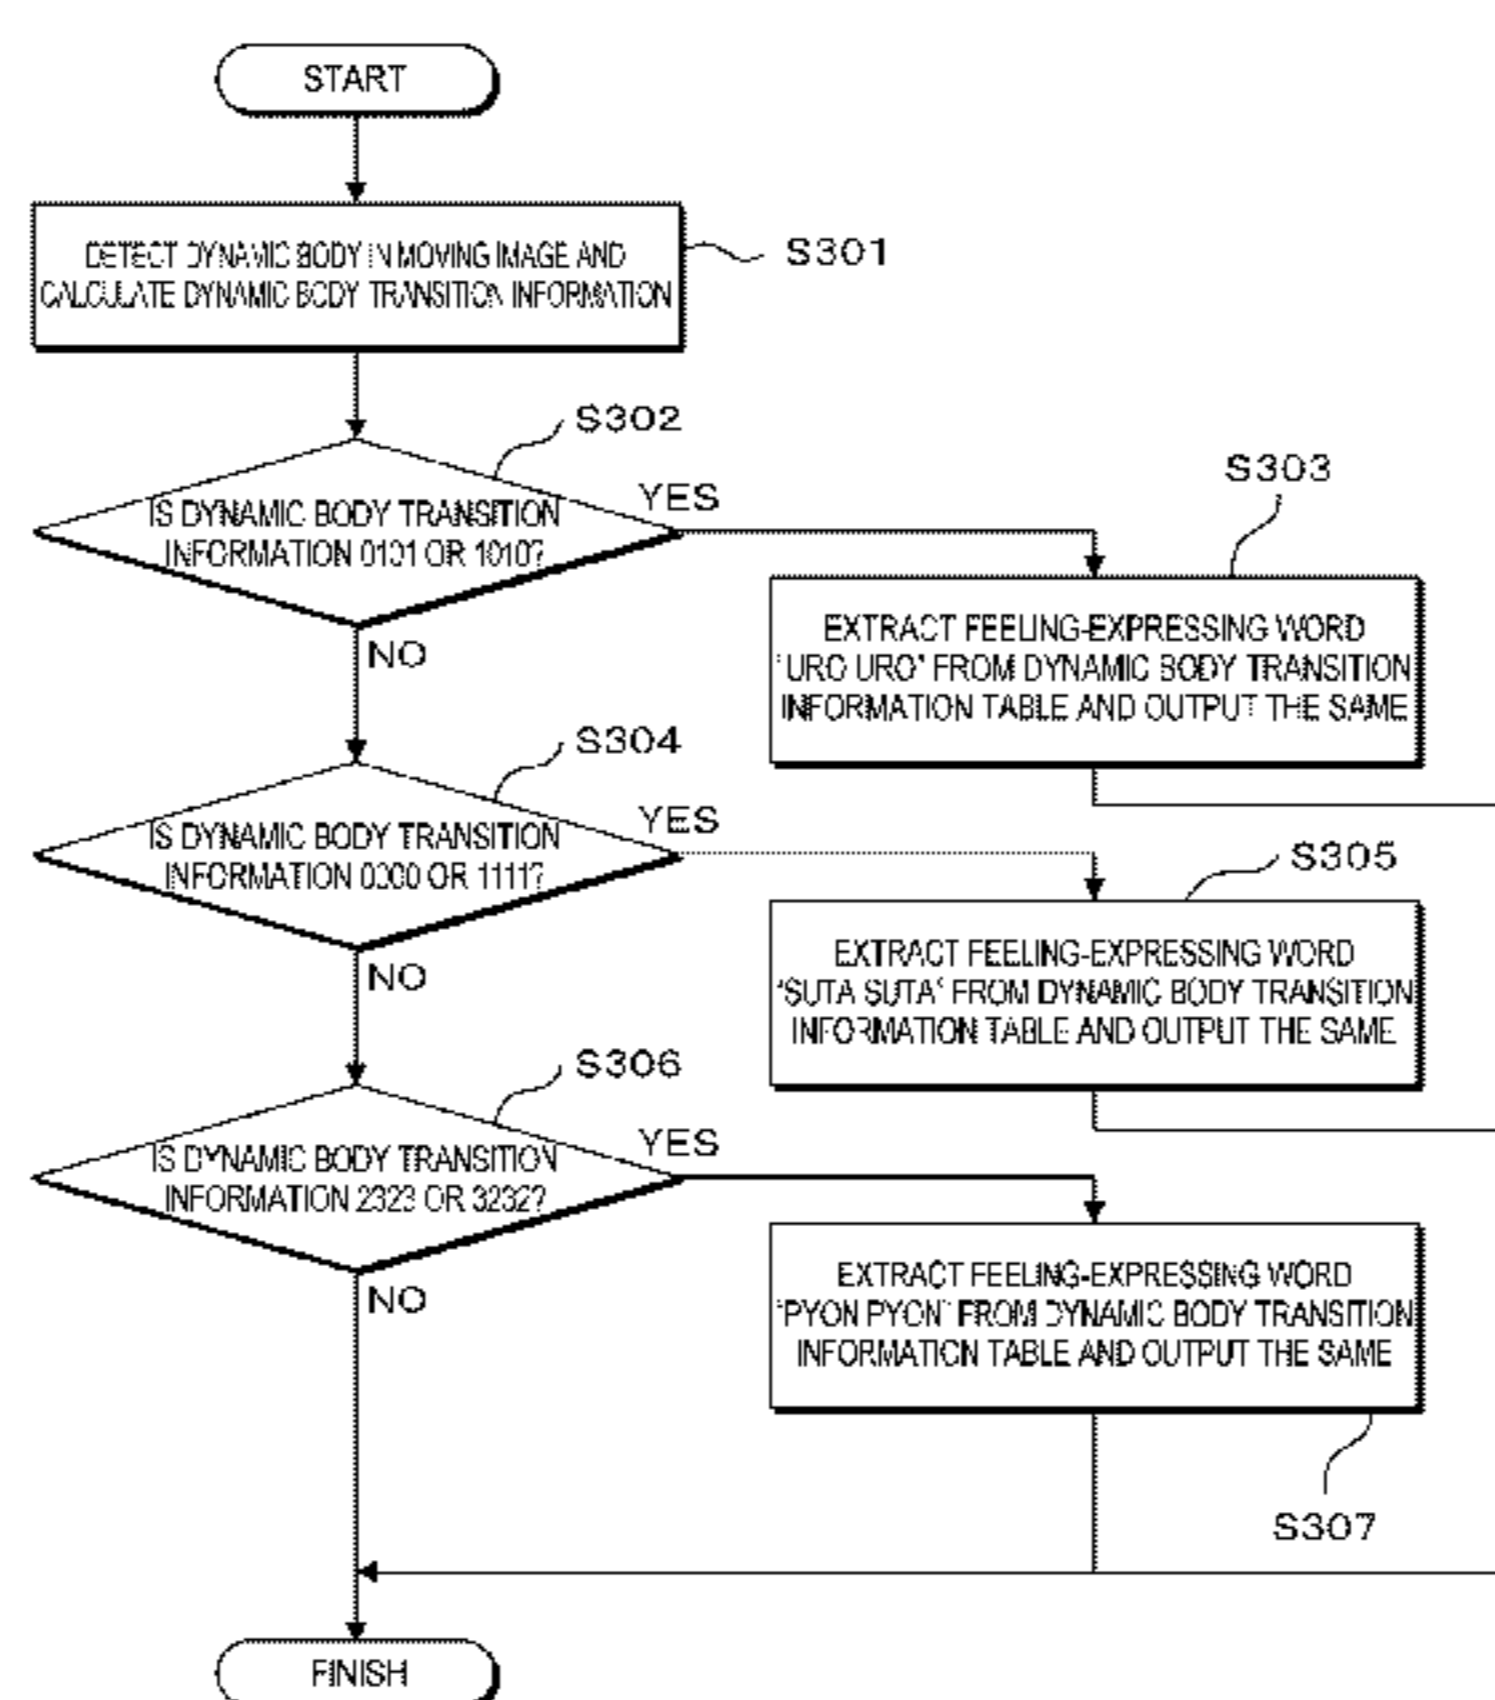 START
DETECT DYNAMIC BODY IN MOVING IMAGE AND
CALCULATE DYNAMIC BODY TRANSITION INFORMATION
S301
S302
IS DYNAMIC BODY TRANSITION
INFORMATION 0101 OR 1010?
YES
NO
S303
EXTRACT FEELING-EXPRESSING WORD
'URO URO' FROM DYNAMIC BODY TRANSITION
INFORMATION TABLE AND OUTPUT THE SAME
S304
IS DYNAMIC BODY TRANSITION
INFORMATION 0000 OR 1111?
YES
NO
S305
EXTRACT FEELING-EXPRESSING WORD
'SUTA SUTA' FROM DYNAMIC BODY TRANSITION
INFORMATION TABLE AND OUTPUT THE SAME
S306
IS DYNAMIC BODY TRANSITION
INFORMATION 2323 OR 3232?
YES
NO
EXTRACT FEELING-EXPRESSING WORD
'PYON PYON' FROM DYNAMIC BODY TRANSITION
INFORMATION TABLE AND OUTPUT THE SAME
S307
FINISH